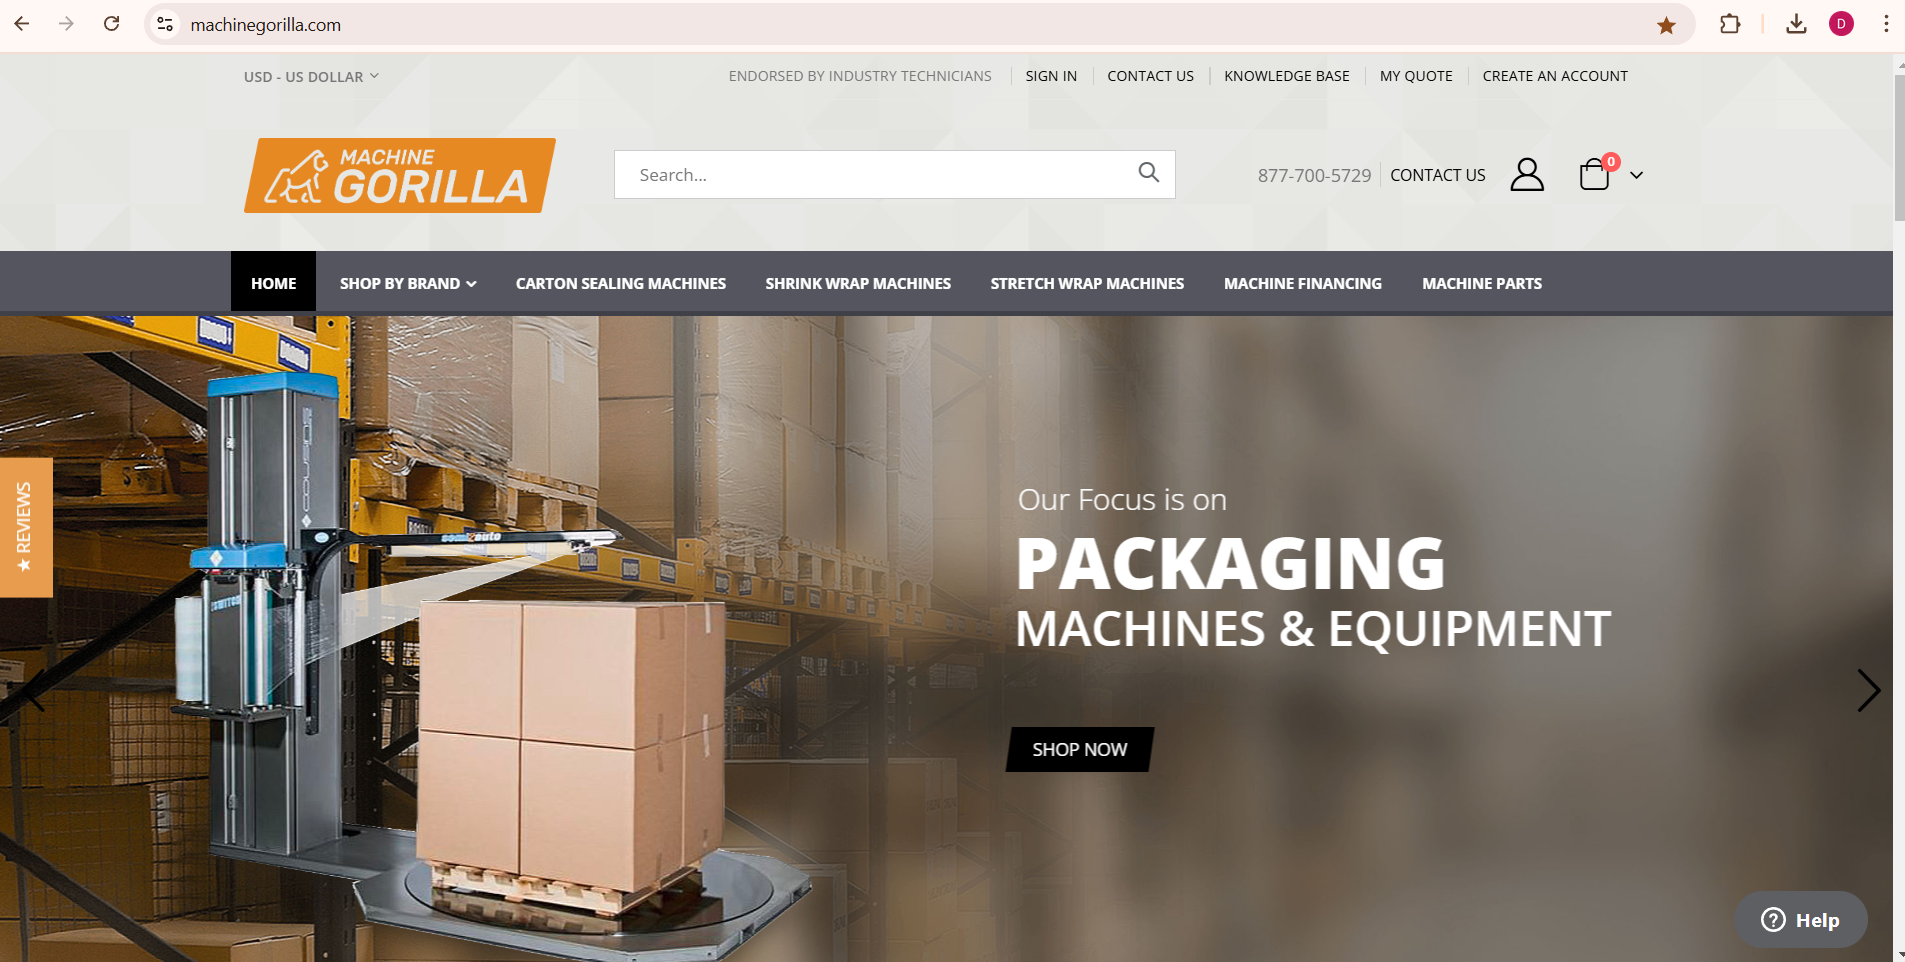 machinegorilla.com
D
USD - US DOLLAR
ENDORSED BY INDUSTRY TECHNICIANS
SIGN IN
CONTACT US
KNOWLEDGE BASE
MY QUOTE
CREATE AN ACCOUNT
MACHINE
GORILLA
Search...
877-700-5729
CONTACT US
0
HOME
SHOP BY BRAND
CARTON SEALING MACHINES
SHRINK WRAP MACHINES
STRETCH WRAP MACHINES
MACHINE FINANCING
MACHINE PARTS
COUSINS
semi2auto
★ REVIEWS
Our Focus is on
PACKAGING
MACHINES & EQUIPMENT
SHOP NOW
Help